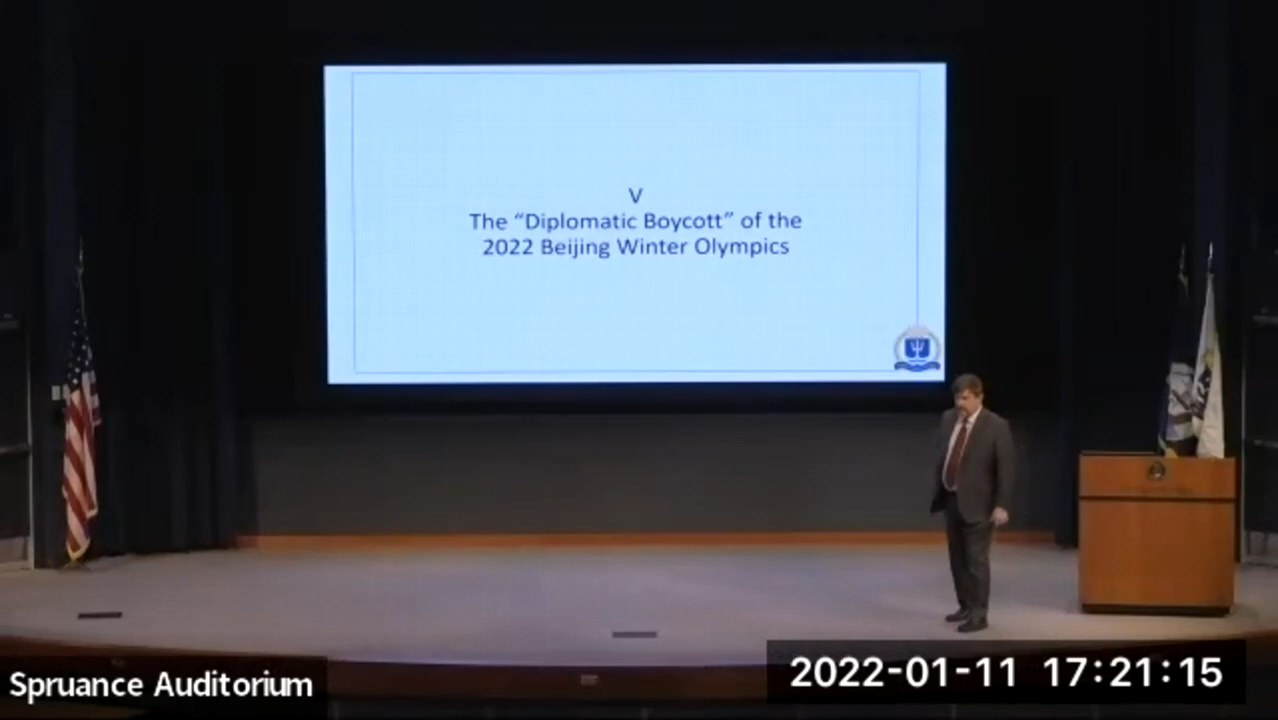 V
The “Diplomatic Boycott” of the
2022 Beijing Winter Olympics
Spruance Auditorium
2022-01-11 17:21:15